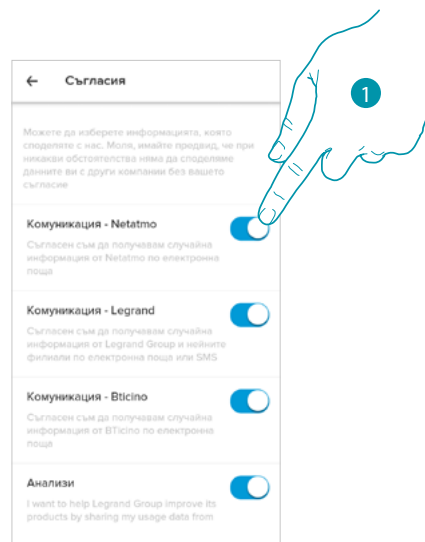 ← Съгласия
1
Можете да изберете информацията, която
споделяте с нас. Моля, имайте предвид, че при
никакви обстоятелства няма да споделяме
данните ви с други компании без вашето
съгласие
Комуникация - Netatmo
Съгласен съм да получавам случайна
информация от Netatmo по електронна
поща
Комуникация - Legrand
Съгласен съм да получавам случайна
информация от Legrand Group и нейните
филиали по електронна поща или SMS
Комуникация - Bticino
Съгласен съм да получавам случайна
информация от BTicino по електронна
поща
Анализи
I want to help Legrand Group improve its
products by sharing my usage data from